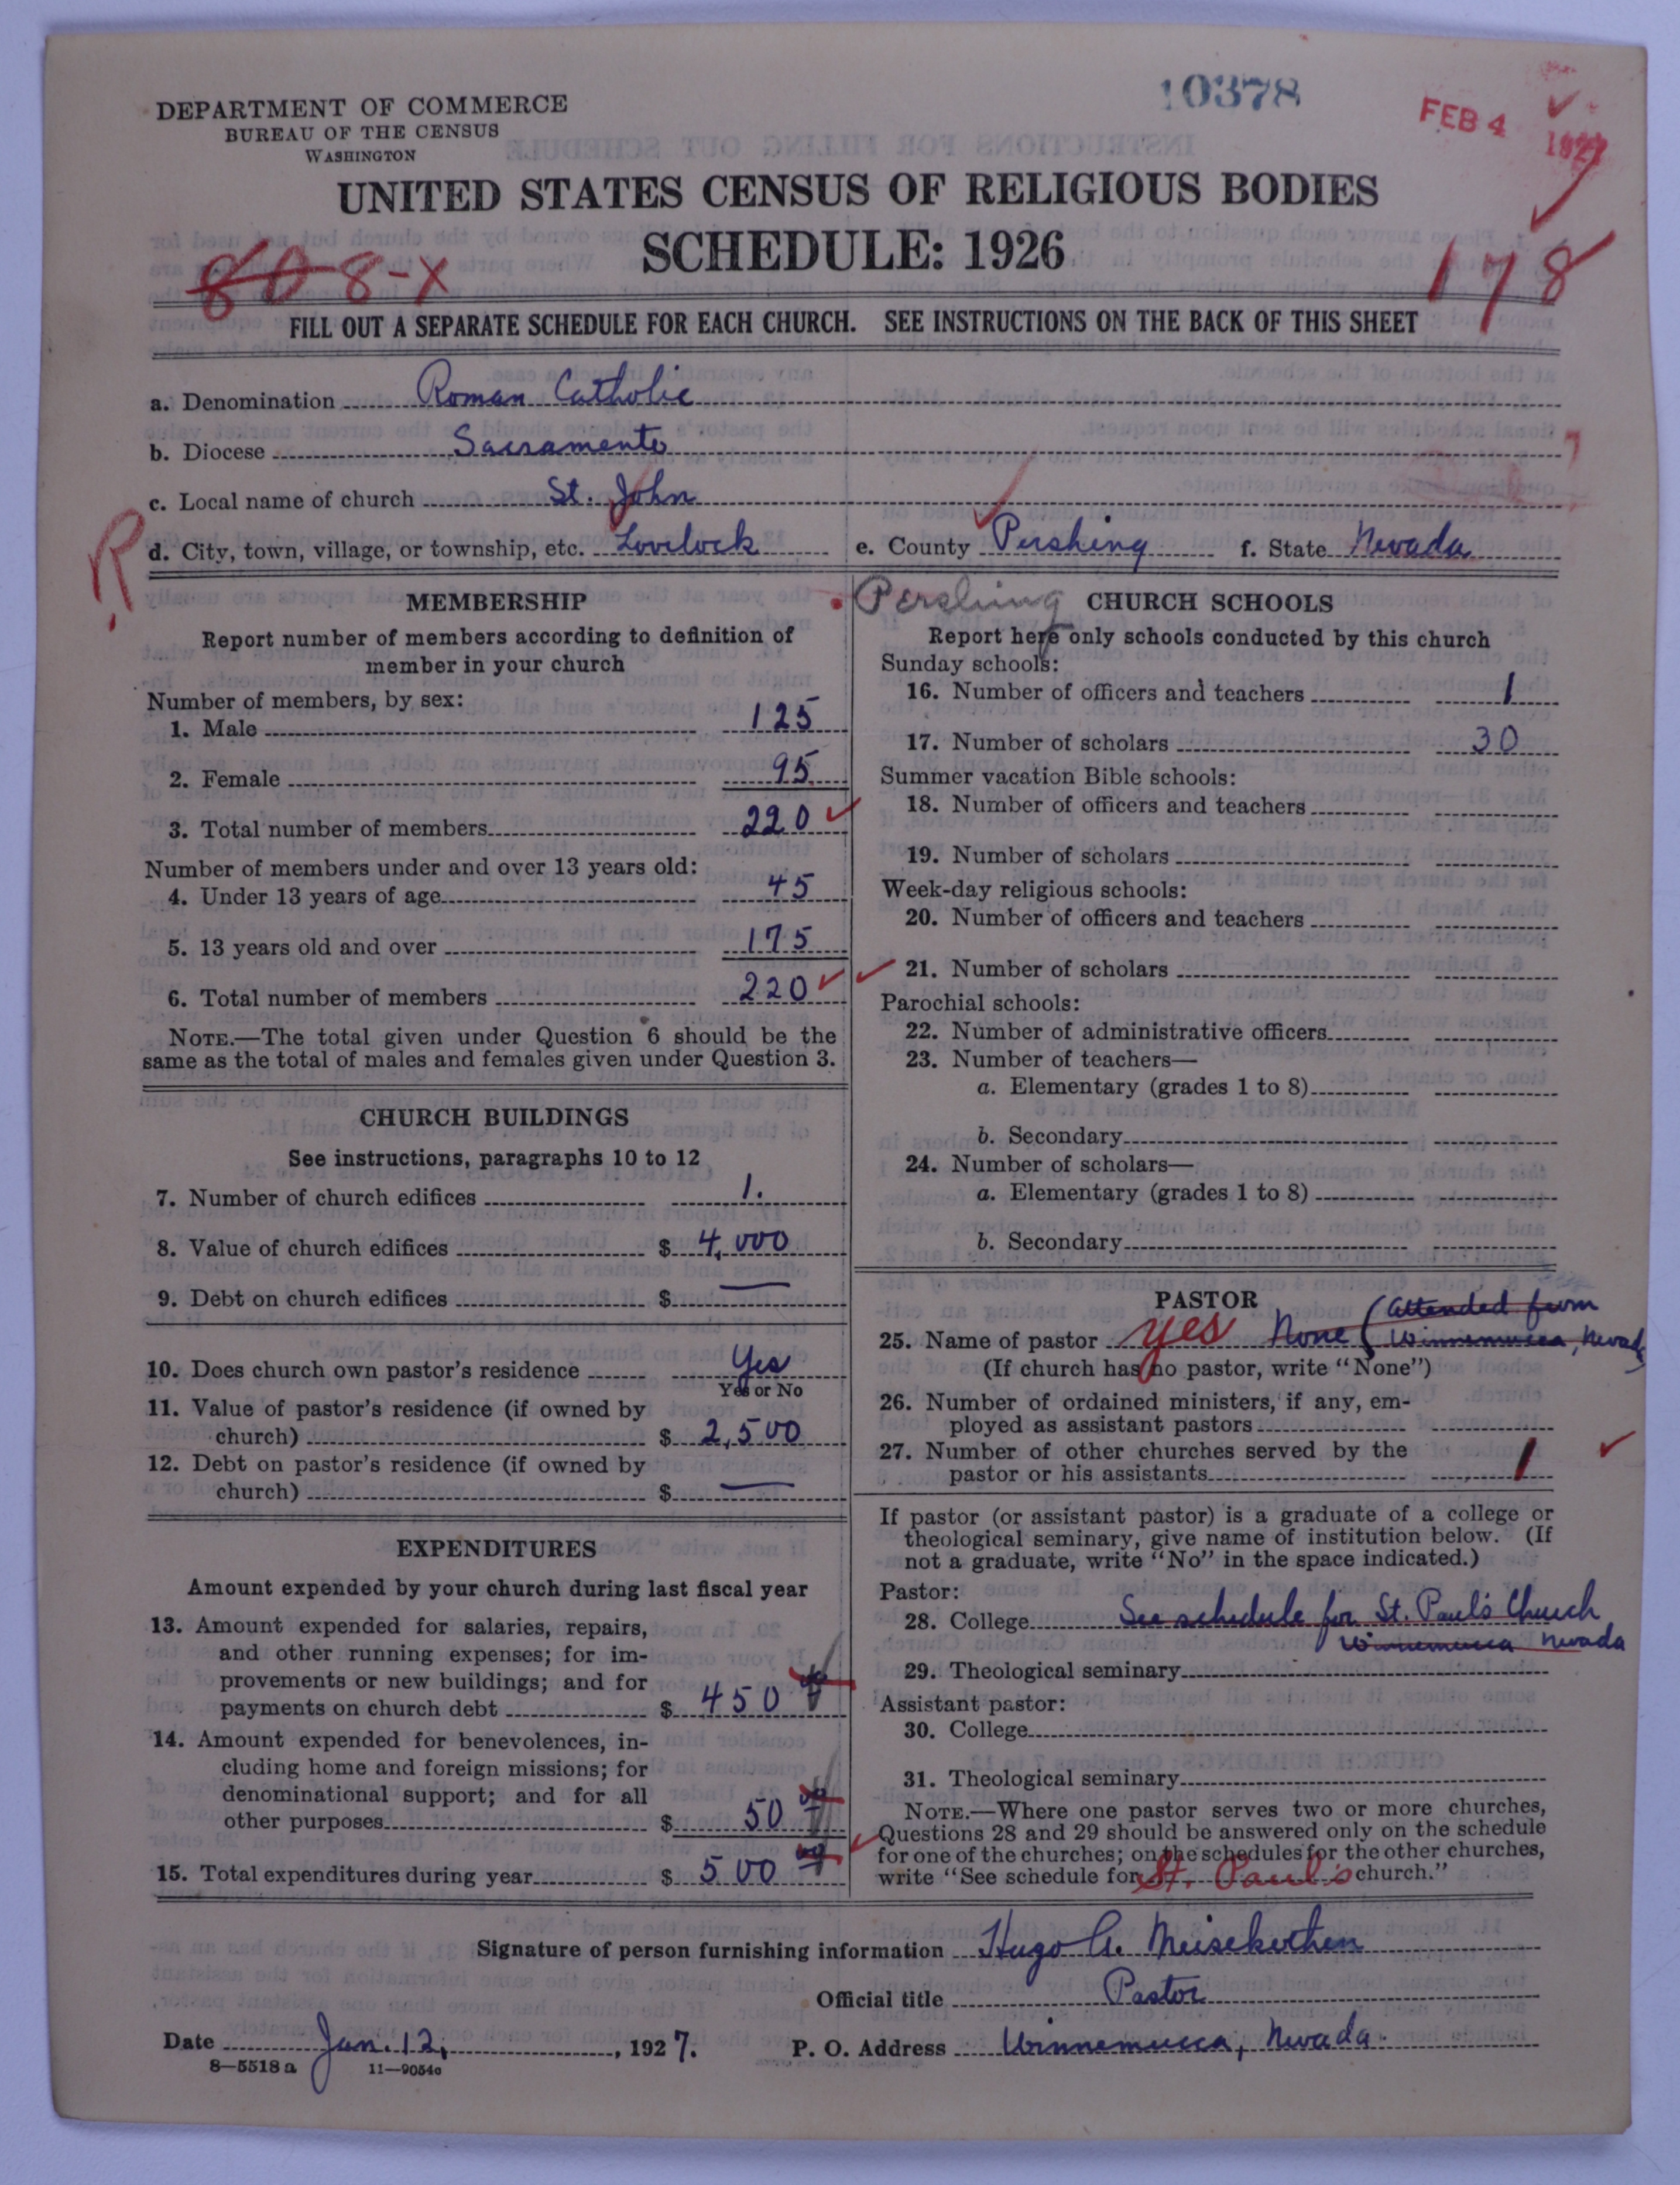 10378
FEB 4 1927
DEPARTMENT OF COMMERCE
BUREAU OF THE CENSUS
WASHINGTON
UNITED STATES CENSUS OF RELIGIOUS BODIES
SCHEDULE: 1926
8-X
178
FILL OUT A SEPARATE SCHEDULE FOR EACH CHURCH. SEE INSTRUCTIONS ON THE BACK OF THIS SHEET
a. Denomination Roman Catholic
b. Diocese Sacramento
c. Local name of church St. John
R
d. City, town, village, or township, etc. Lovelock e. County Pershing f. State Nevada
MEMBERSHIP
Report number of members according to definition of
member in your church
Number of members, by sex:
1. Male 125
2. Female 95
3. Total number of members 220
Number of members under and over 13 years old:
4. Under 13 years of age 45
5. 13 years old and over 175
6. Total number of members 220
NOTE.—The total given under Question 6 should be the
same as the total of males and females given under Question 3.
CHURCH BUILDINGS
See instructions, paragraphs 10 to 12
7. Number of church edifices 1.
8. Value of church edifices $ 4,000
9. Debt on church edifices $ —
10. Does church own pastor's residence Yes
Yes or No
11. Value of pastor's residence (if owned by
church) $ 2,500
12. Debt on pastor's residence (if owned by
church) $ —
EXPENDITURES
Amount expended by your church during last fiscal year
13. Amount expended for salaries, repairs,
and other running expenses; for im-
provements or new buildings; and for
payments on church debt $ 450
14. Amount expended for benevolences, in-
cluding home and foreign missions; for
denominational support; and for all
other purposes $ 50
15. Total expenditures during year $ 500
Pershing
CHURCH SCHOOLS
Report here only schools conducted by this church
Sunday schools:
16. Number of officers and teachers 1
17. Number of scholars 30
Summer vacation Bible schools:
18. Number of officers and teachers
19. Number of scholars
Week-day religious schools:
20. Number of officers and teachers
21. Number of scholars
Parochial schools:
22. Number of administrative officers
23. Number of teachers—
a. Elementary (grades 1 to 8)
b. Secondary
24. Number of scholars—
a. Elementary (grades 1 to 8)
b. Secondary
PASTOR
25. Name of pastor yes None (attended from
Winnemucca, Nevada
(If church has no pastor, write "None")
26. Number of ordained ministers, if any, em-
ployed as assistant pastors
27. Number of other churches served by the
pastor or his assistants 1
If pastor (or assistant pastor) is a graduate of a college or
theological seminary, give name of institution below. (If
not a graduate, write "No" in the space indicated.)
Pastor:
28. College See schedule for St. Paul's Church
Winnemucca Nevada
29. Theological seminary
Assistant pastor:
30. College
31. Theological seminary
NOTE.—Where one pastor serves two or more churches,
Questions 28 and 29 should be answered only on the schedule
for one of the churches; on the schedules for the other churches,
write "See schedule for St. Paul's church."
Signature of person furnishing information Hugo A. Meisekothen
Official title Pastor
Date Jan. 12, 1927. P. O. Address Winnemucca, Nevada
8—5518 a 11—9054a